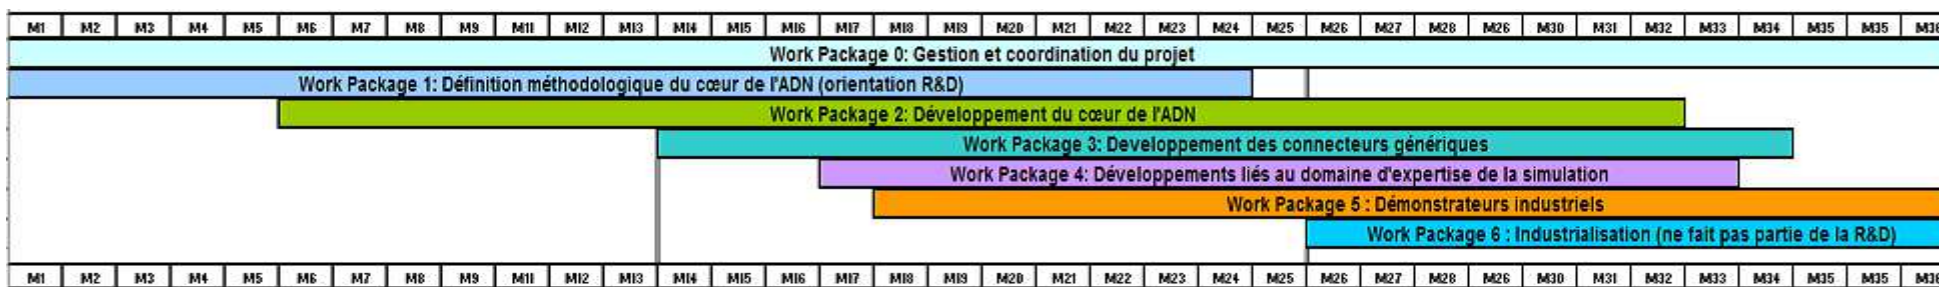 M1 M2 M3 M4 M5 M6 M7 M8 M9 M11 M12 M13 M14 M15 M16 M17 M18 M19 M20 M21 M22 M23 M24 M25 M26 M27 M28 M26 M30 M31 M32 M33 M34 M35 M35 M36
Work Package 0: Gestion et coordination du projet
Work Package 1: Définition méthodologique du cœur de l'ADN (orientation R&D)
Work Package 2: Développement du cœur de l'ADN
Work Package 3: Developpement des connecteurs génériques
Work Package 4: Développements liés au domaine d'expertise de la simulation
Work Package 5 : Démonstrateurs industriels
Work Package 6 : Industrialisation (ne fait pas partie de la R&D)
M1 M2 M3 M4 M5 M6 M7 M8 M9 M11 M12 M13 M14 M15 M16 M17 M18 M19 M20 M21 M22 M23 M24 M25 M26 M27 M28 M26 M30 M31 M32 M33 M34 M35 M35 M36